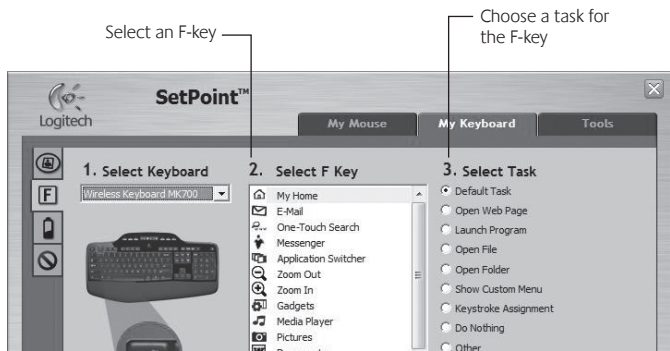 Choose a task for
the F-key
Select an F-key
Logitech
SetPoint™
My Mouse
My Keyboard
Tools
1. Select Keyboard
Wireless Keyboard MK700
2. Select F Key
My Home
E-Mail
One-Touch Search
Messenger
Application Switcher
Zoom Out
Zoom In
Gadgets
Media Player
Pictures
3. Select Task
Default Task
Open Web Page
Launch Program
Open File
Open Folder
Show Custom Menu
Keystroke Assignment
Do Nothing
Other